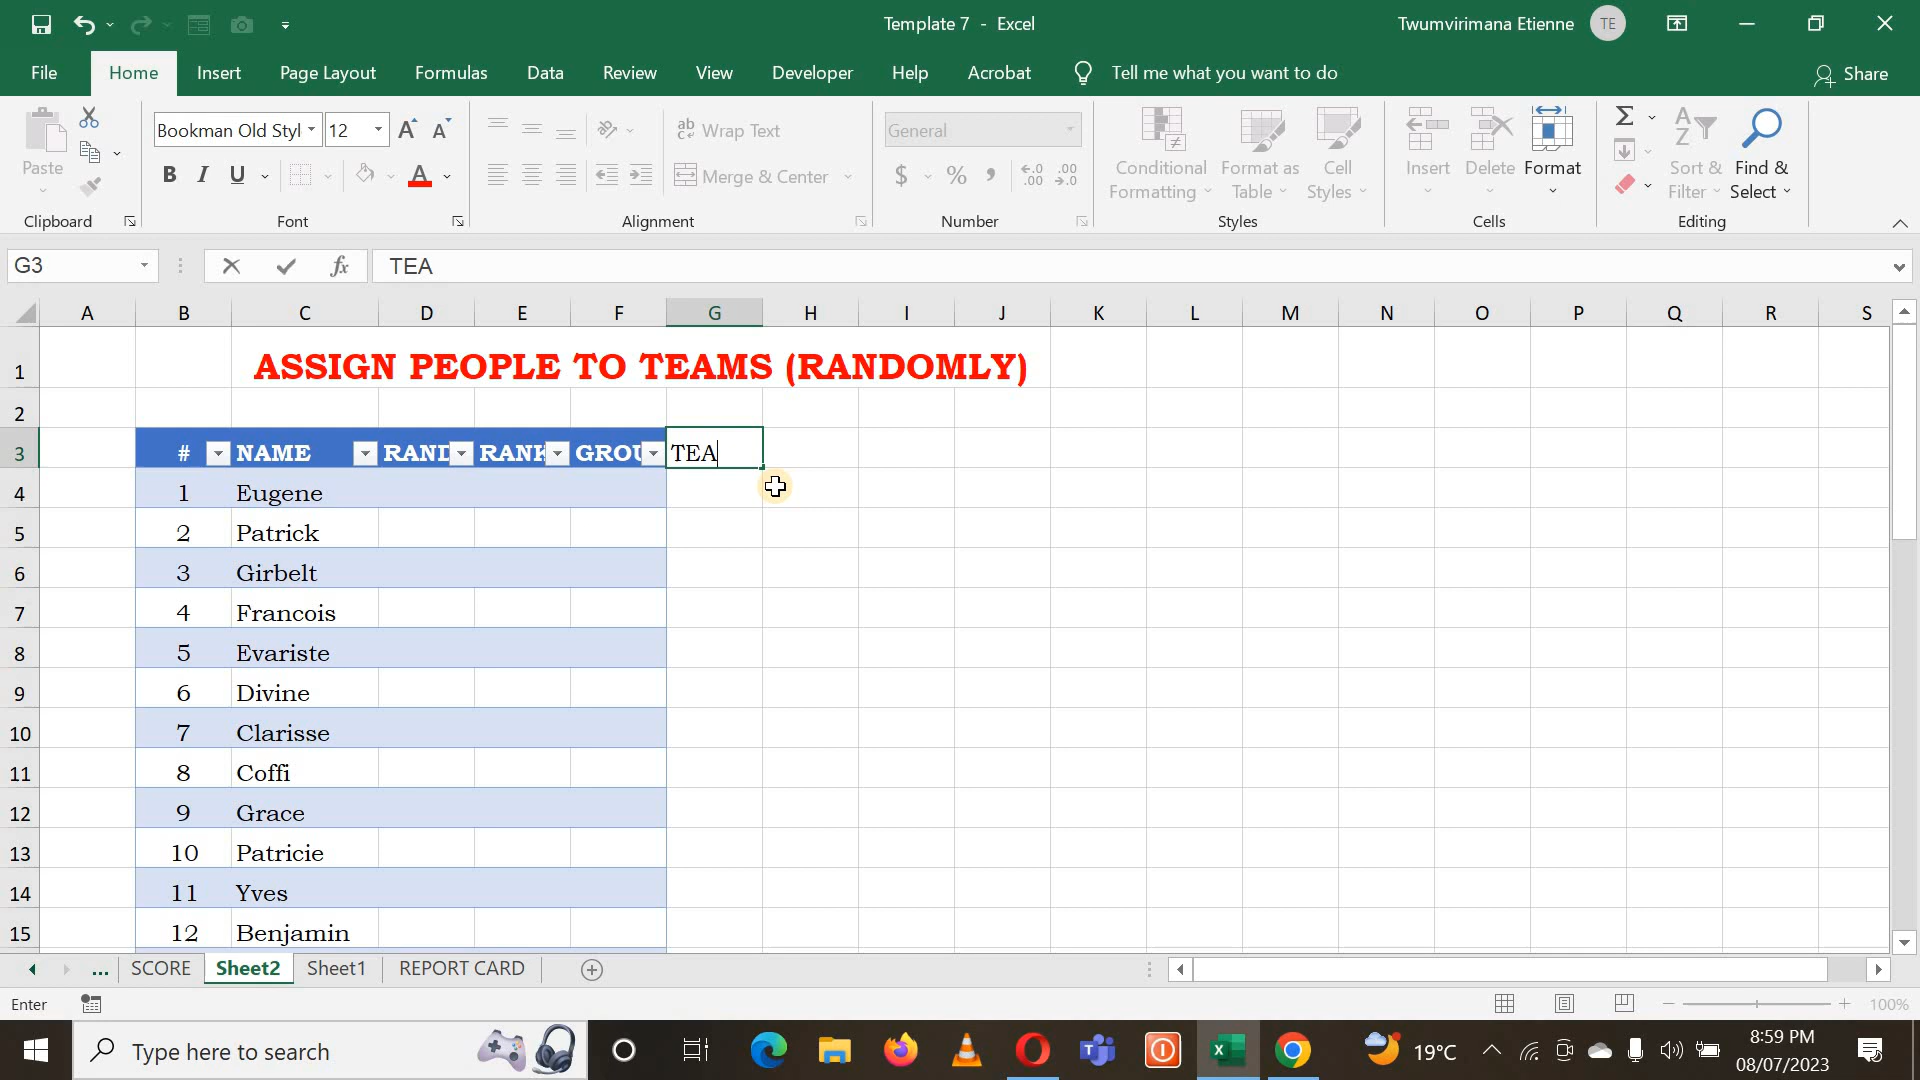 Template 7 - Excel
Twumvirimana Etienne
TE
File Home Insert Page Layout Formulas Data Review View Developer Help Acrobat Tell me what you want to do Share
Paste
Clipboard
Bookman Old Styl 12
B I U A
Font
ab Wrap Text
Merge & Center
Alignment
General
$ % ,
Number
Conditional Formatting
Format as Table
Cell Styles
Styles
Insert Delete Format
Cells
Sort & Filter
Find & Select
Editing
G3 fx TEA
A B C D E F G H I J K L M N O P Q R S
1 ASSIGN PEOPLE TO TEAMS (RANDOMLY)
2
3 # NAME RAND RANK GROU TEA
4 1 Eugene
5 2 Patrick
6 3 Girbelt
7 4 Francois
8 5 Evariste
9 6 Divine
10 7 Clarisse
11 8 Coffi
12 9 Grace
13 10 Patricie
14 11 Yves
15 12 Benjamin
... SCORE Sheet2 Sheet1 REPORT CARD
Enter 100%
Type here to search 19°C 8:59 PM
08/07/2023